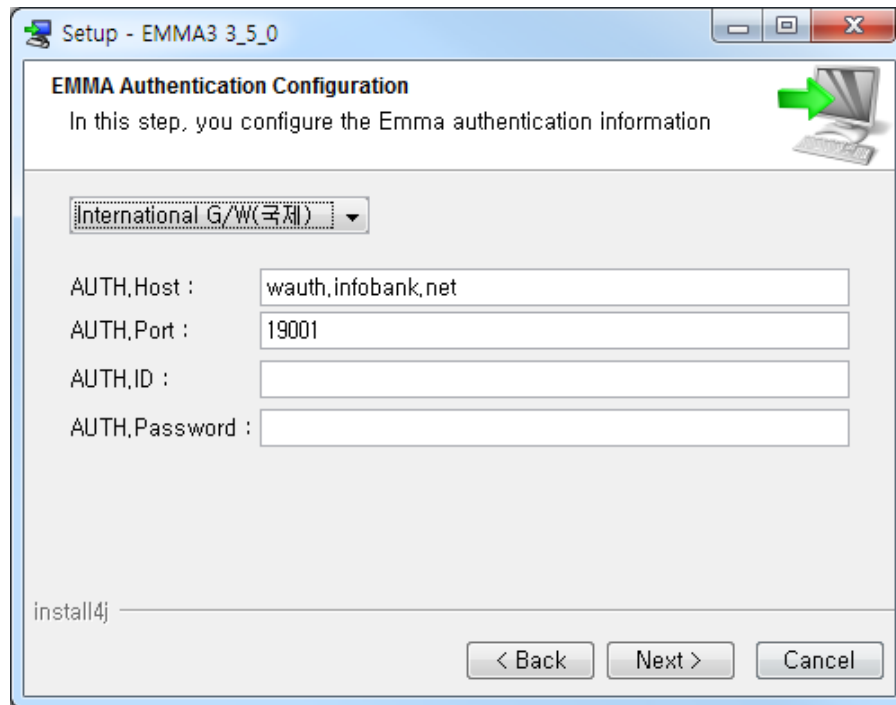 Setup - EMMA3 3_5_0
EMMA Authentication Configuration
In this step, you configure the Emma authentication information
International G/W(국제)
AUTH,Host : wauth,infobank,net
AUTH,Port : 19001
AUTH,ID :
AUTH,Password :
install4j
< Back Next > Cancel